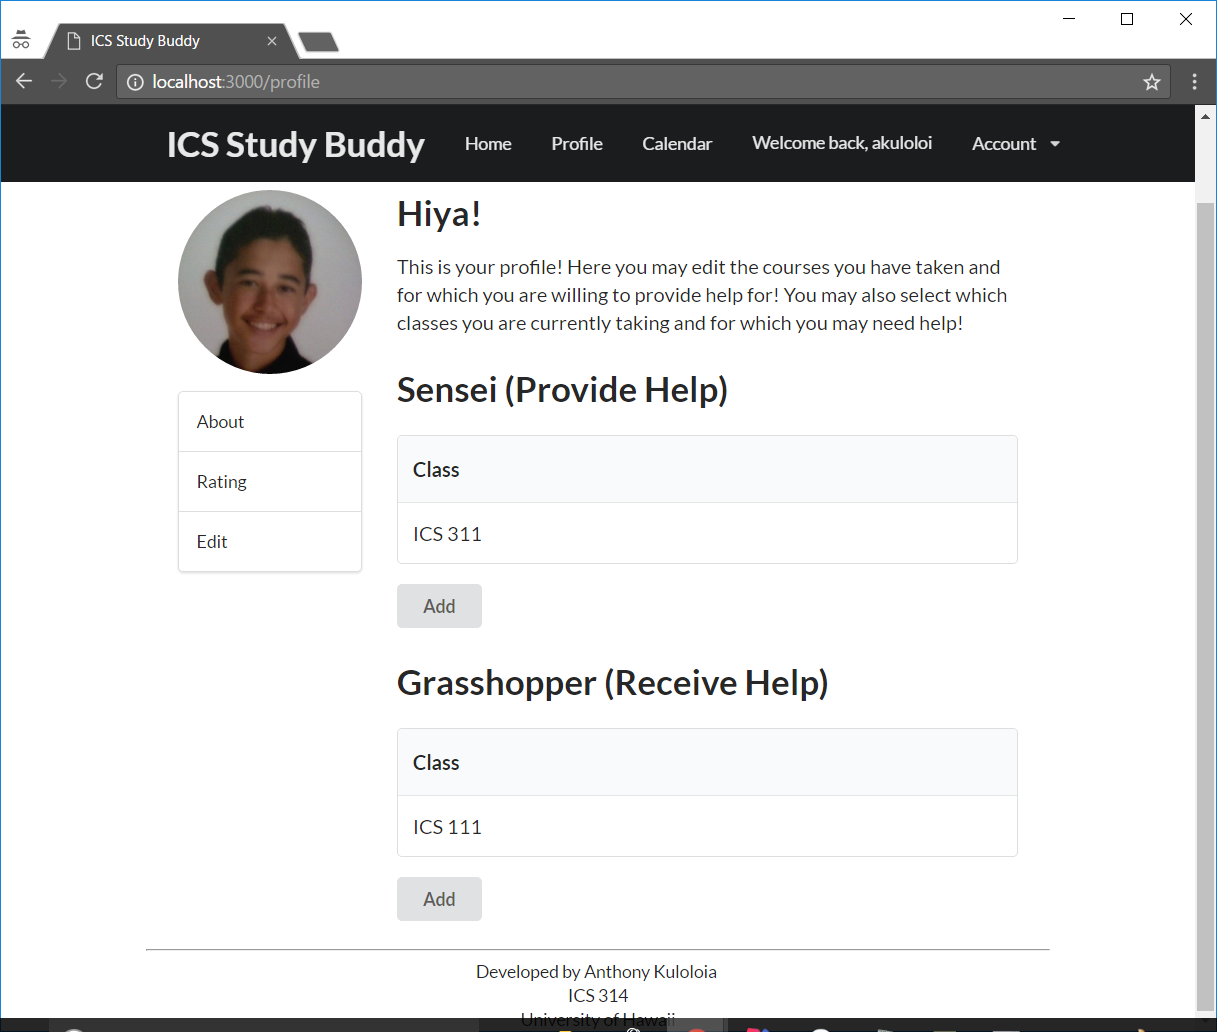 ICS Study Buddy
localhost:3000/profile
ICS Study Buddy Home Profile Calendar Welcome back, akuloloi Account
Hiya!
This is your profile! Here you may edit the courses you have taken and
for which you are willing to provide help for! You may also select which
classes you are currently taking and for which you may need help!
About
Rating
Edit
Sensei (Provide Help)
Class
ICS 311
Add
Grasshopper (Receive Help)
Class
ICS 111
Add
Developed by Anthony Kuloloia
ICS 314
University of Hawaii